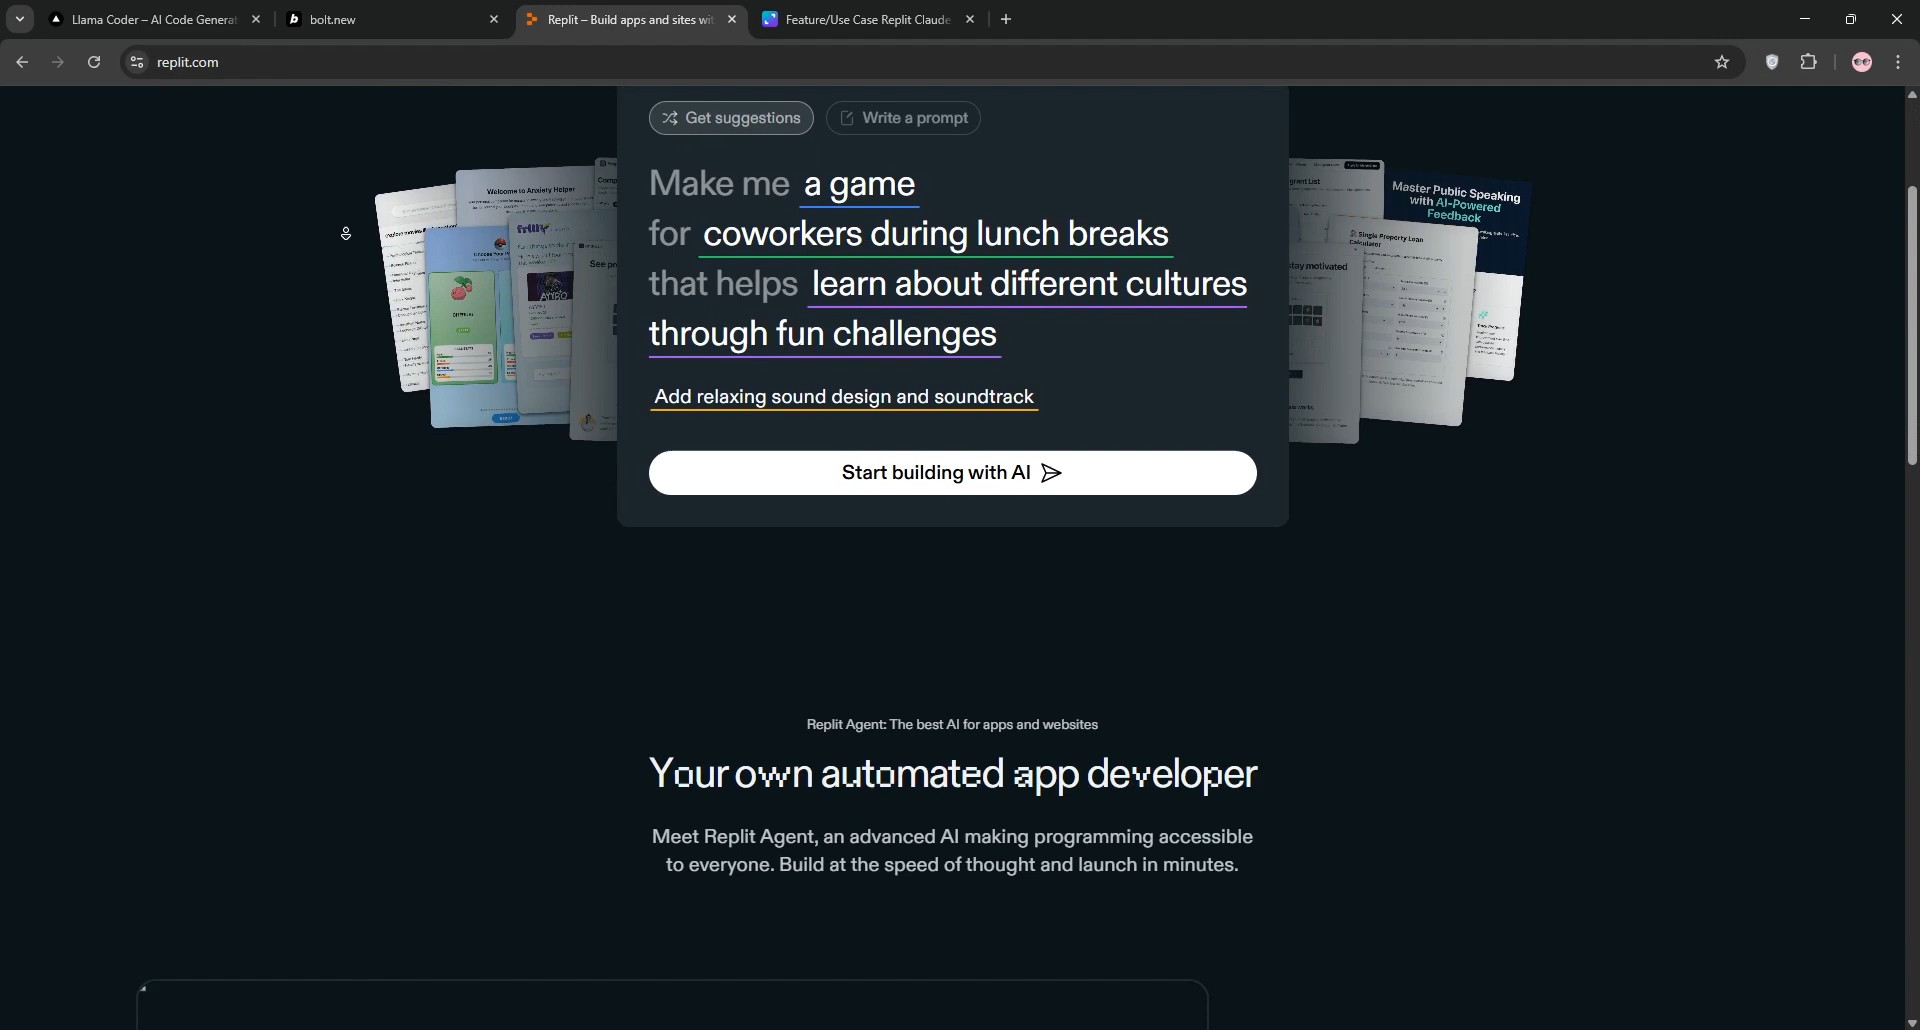 Llama Coder – AI Code Generat
bolt.new
Replit – Build apps and sites wit
Feature/Use Case Replit Claude
replit.com
Get suggestions
Write a prompt
Make me a game
for coworkers during lunch breaks
that helps learn about different cultures
through fun challenges
Add relaxing sound design and soundtrack
Start building with AI
Welcome to Anxiety Helper
Master Public Speaking
with AI-Powered
Feedback
Single Property Loan
Calculator
stay motivated
Replit Agent: The best AI for apps and websites
Your own automated app developer
Meet Replit Agent, an advanced AI making programming accessible
to everyone. Build at the speed of thought and launch in minutes.